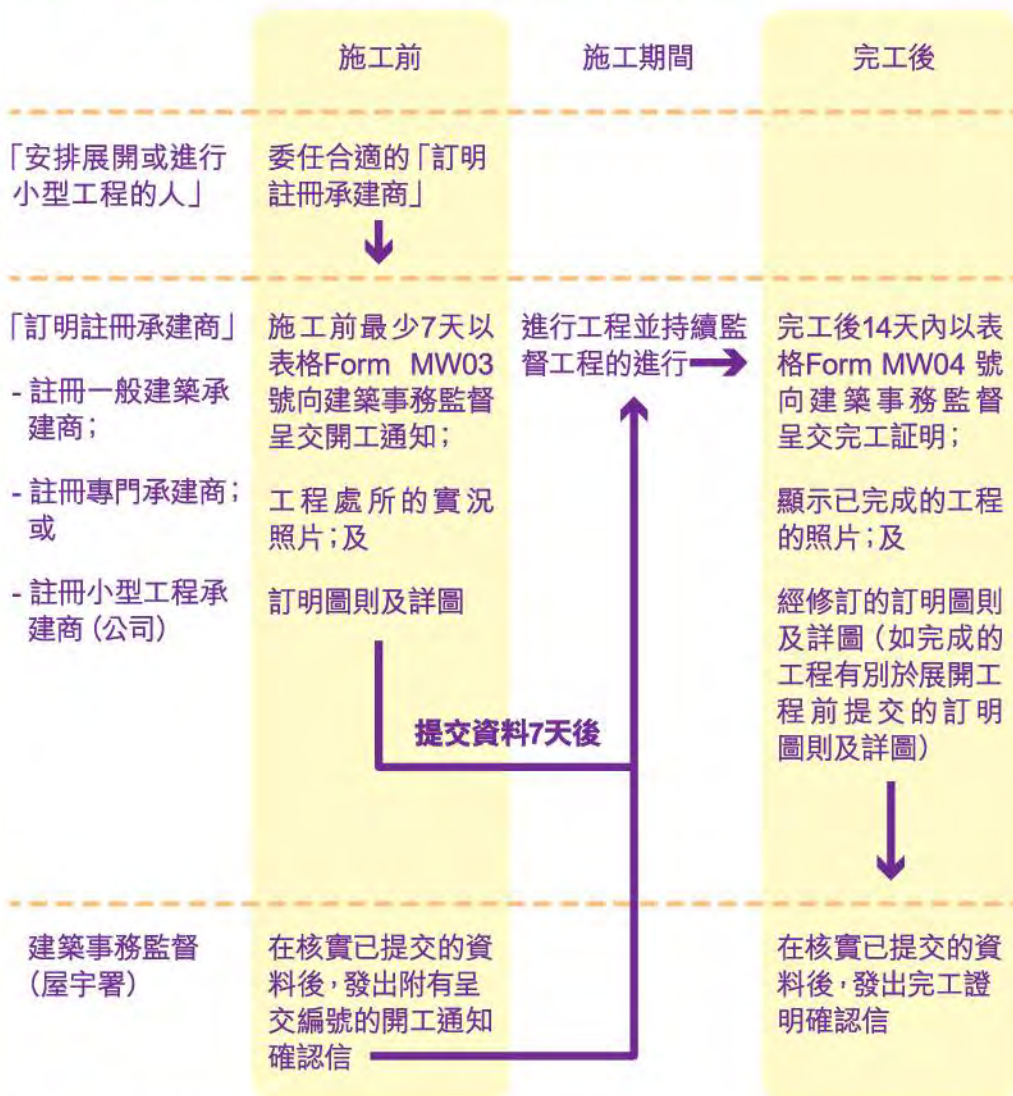 施工前
施工期間
完工後
「安排展開或進行
小型工程的人」
委任合適的「訂明
註冊承建商」
「訂明註冊承建商」
- 註冊一般建築承
建商；
- 註冊專門承建商；
或
- 註冊小型工程承
建商（公司）
施工前最少7天以
表格Form MW03
號向建築事務監督
呈交開工通知；
工程處所的實況
照片；及
訂明圖則及詳圖
提交資料7天後
進行工程並持續監
督工程的進行
完工後14天內以表
格Form MW04 號
向建築事務監督
呈交完工証明；
顯示已完成的工程
的照片；及
經修訂的訂明圖則
及詳圖（如完成的
工程有別於展開工
程前提交的訂明
圖則及詳圖）
建築事務監督
(屋宇署)
在核實已提交的資
料後，發出附有呈
交編號的開工通知
確認信
在核實已提交的資
料後，發出完工證
明確認信